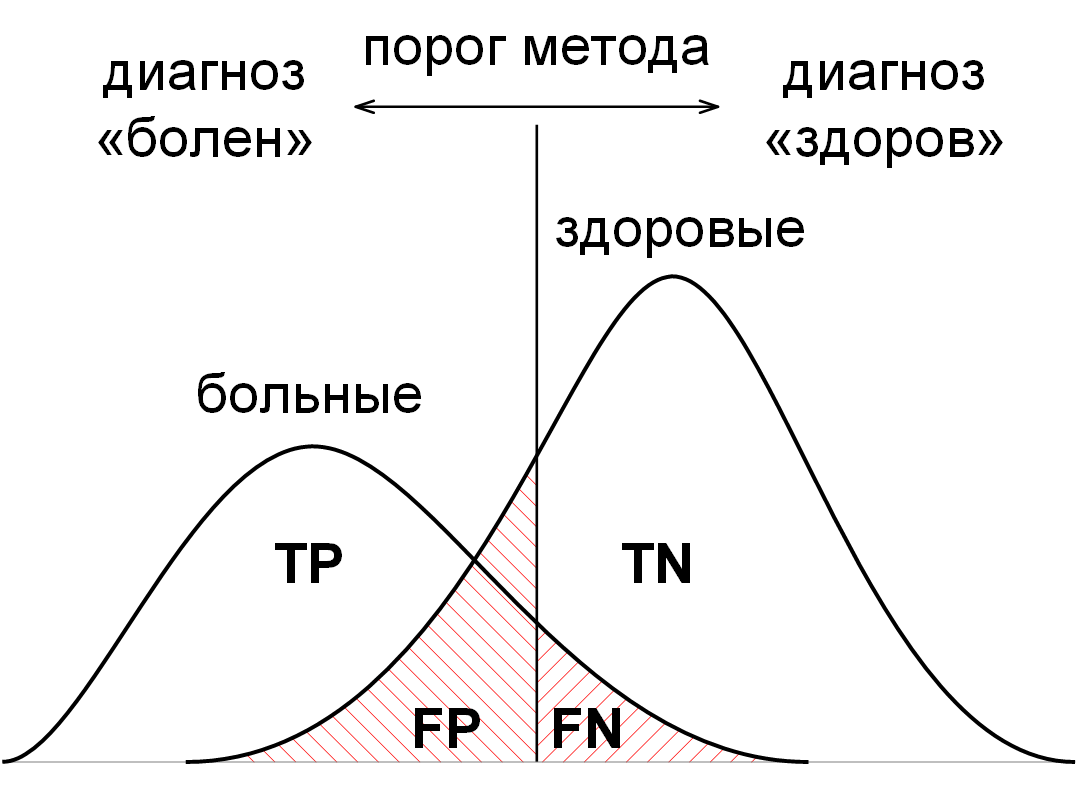 порог метода
диагноз
«болен»
диагноз
«здоров»
здоровые
больные
TP
TN
FP
FN